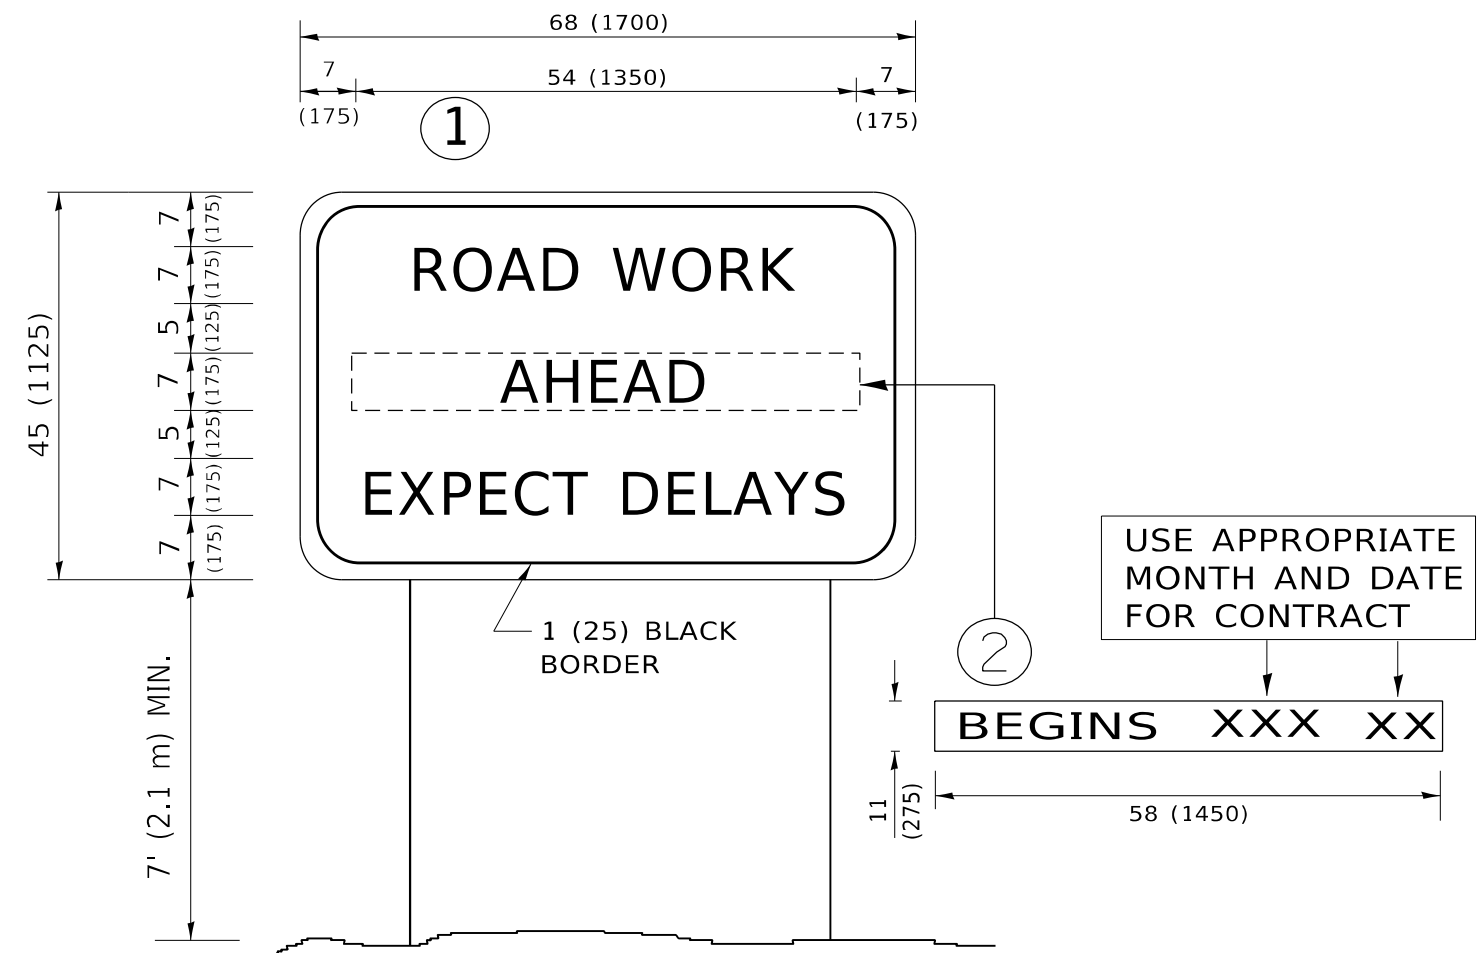 68 (1700)
7
54 (1350)
7
(175)
(175)
1
45 (1125)
7
(175)
7
(175)
5
(125)
7
(175)
5
(125)
7
(175)
7
(175)
ROAD WORK
AHEAD
EXPECT DELAYS
1 (25) BLACK
BORDER
7' (2.1 m) MIN.
USE APPROPRIATE
MONTH AND DATE
FOR CONTRACT
2
BEGINS XXX XX
11
(275)
58 (1450)